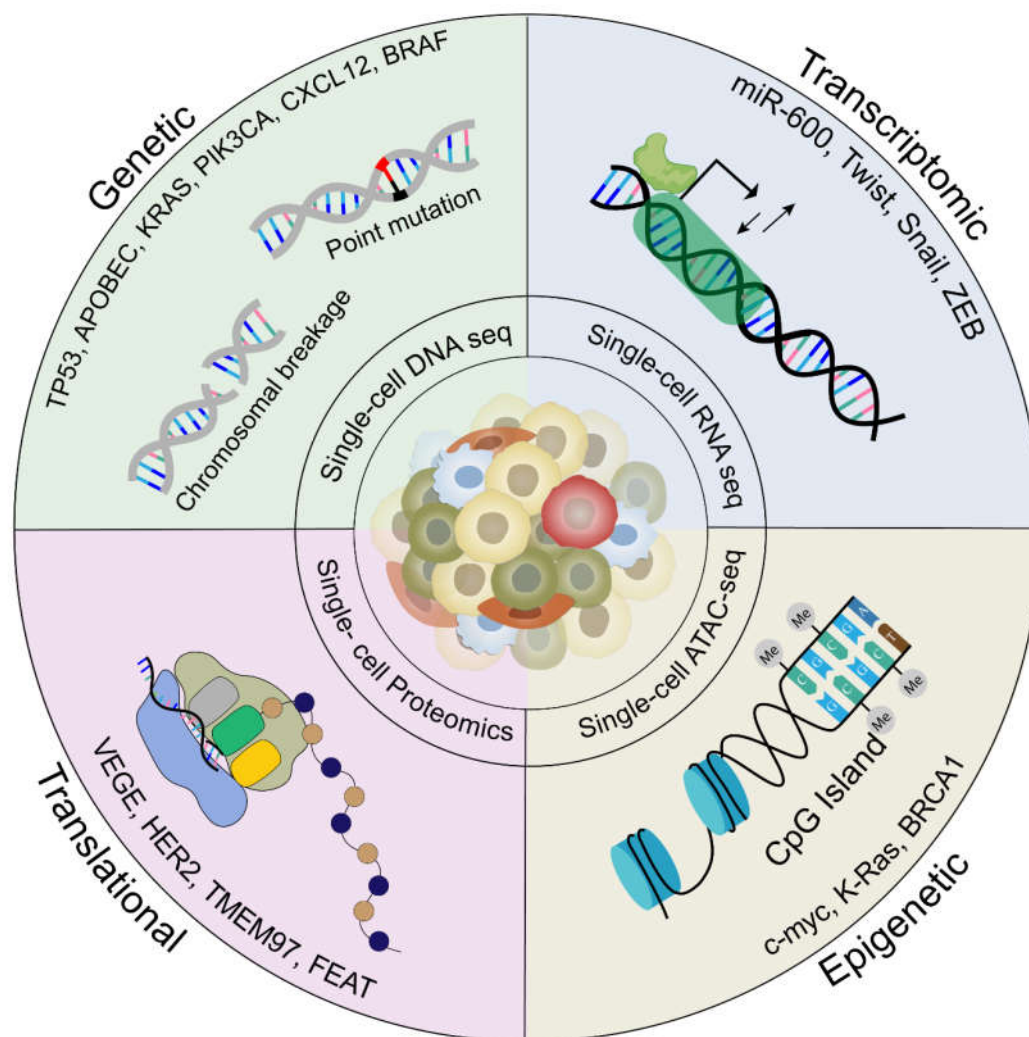 Genetic
TP53, APOBEC, KRAS, PIK3CA, CXCL12, BRAF
Point mutation
Chromosomal breakage
Single-cell DNA seq
Transcriptomic
miR-600, Twist, Snail, ZEB
Single-cell RNA seq
Single- cell Proteomics
VEGE, HER2, TMEM97, FEAT
Translational
Single-cell ATAC-seq
Me
Me
Me
Me
C G C G A
G C G C T
CpG Island
c-myc, K-Ras, BRCA1
Epigenetic